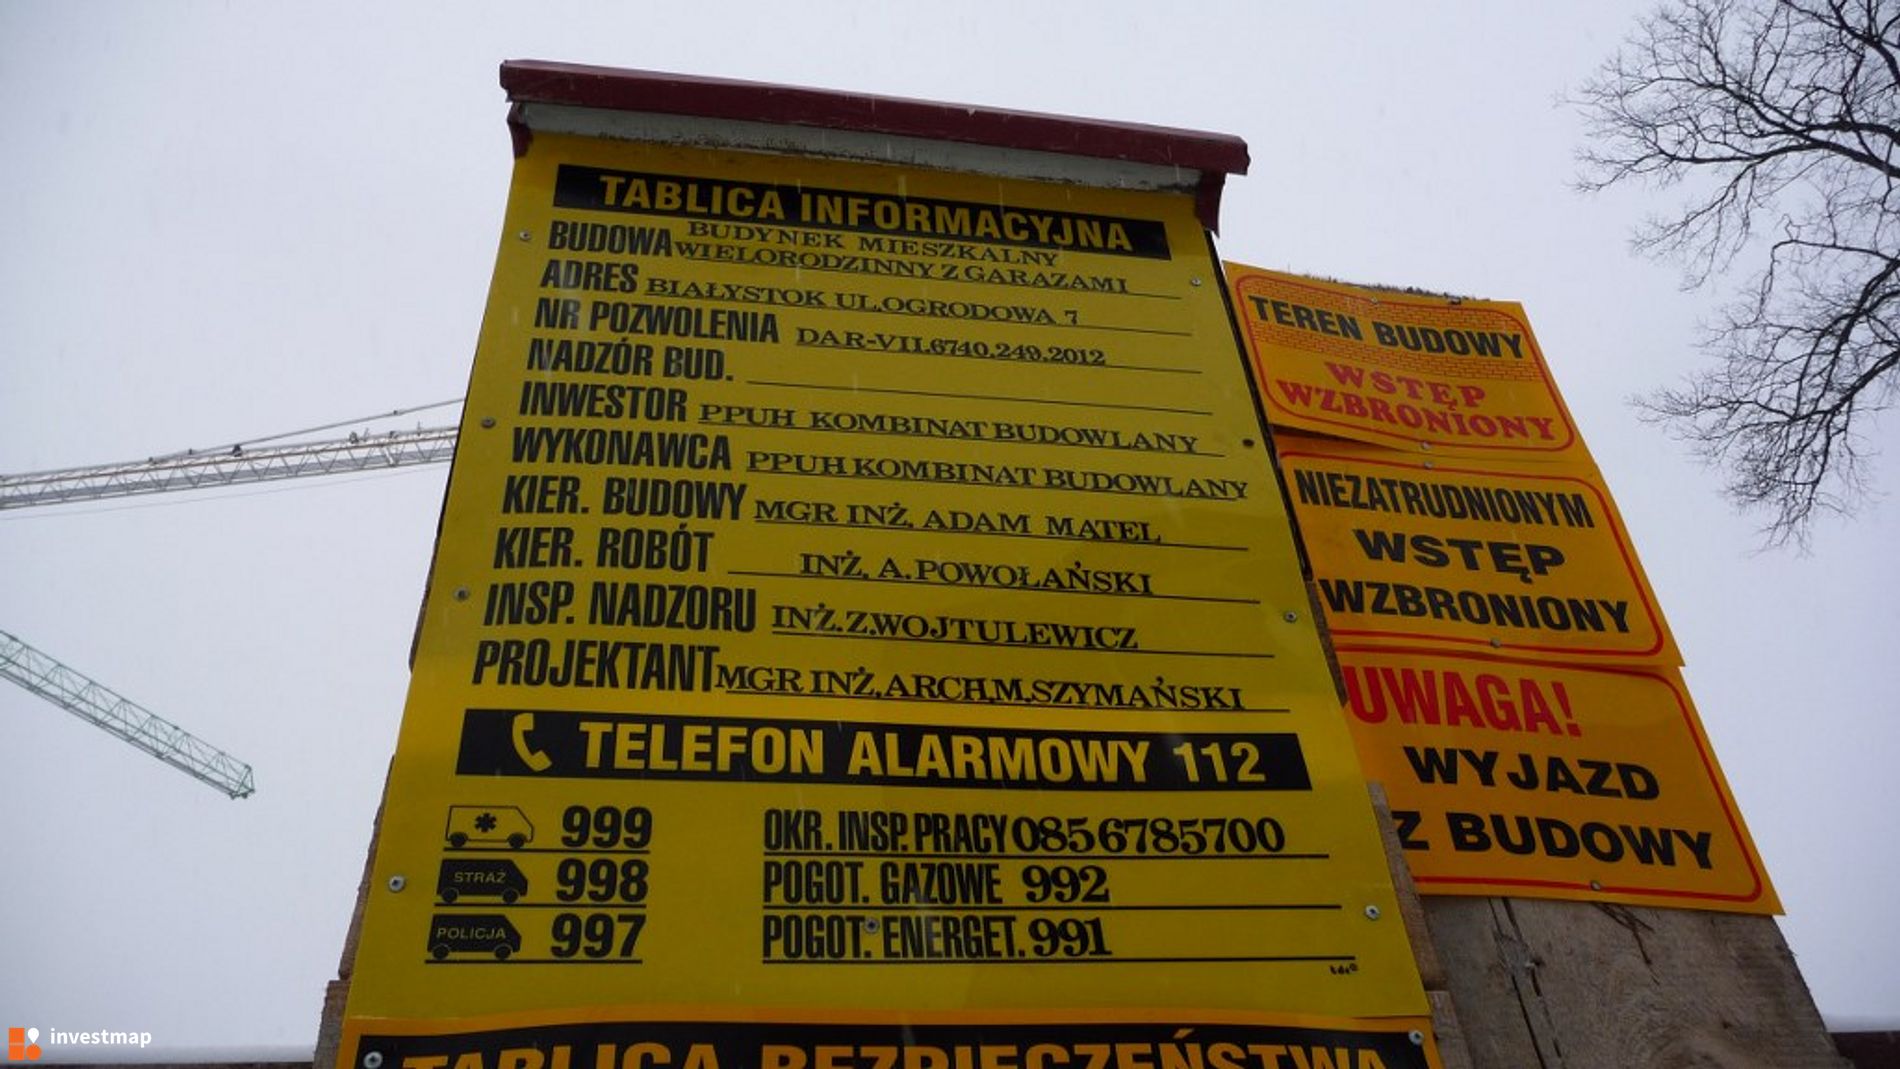 TABLICA INFORMACYJNA
BUDOWA BUDYNEK MIESZKALNY
WIELORODZINNY Z GARAŻAMI
ADRES BIAŁYSTOK UL.OGRODOWA 7
NR POZWOLENIA DAR-VII.6740.249.2012
NADZÓR BUD.
INWESTOR PPUH KOMBINAT BUDOWLANY
WYKONAWCA PPUH KOMBINAT BUDOWLANY
KIER. BUDOWY MGR INŻ. ADAM MATEL
KIER. ROBÓT INŻ. A.POWOŁAŃSKI
INSP. NADZORU INŻ.Z.WOJTULEWICZ
PROJEKTANT MGR INŻ.ARCH.M.SZYMAŃSKI
TELEFON ALARMOWY 112
999 OKR. INSP. PRACY 0856785700
STRAŻ 998 POGOT. GAZOWE 992
POLICJA 997 POGOT. ENERGET. 991
TABLICA BEZPIECZEŃSTWA
TEREN BUDOWY
WSTĘP
WZBRONIONY
NIEZATRUDNIONYM
WSTĘP
WZBRONIONY
UWAGA!
WYJAZD
Z BUDOWY
investmap